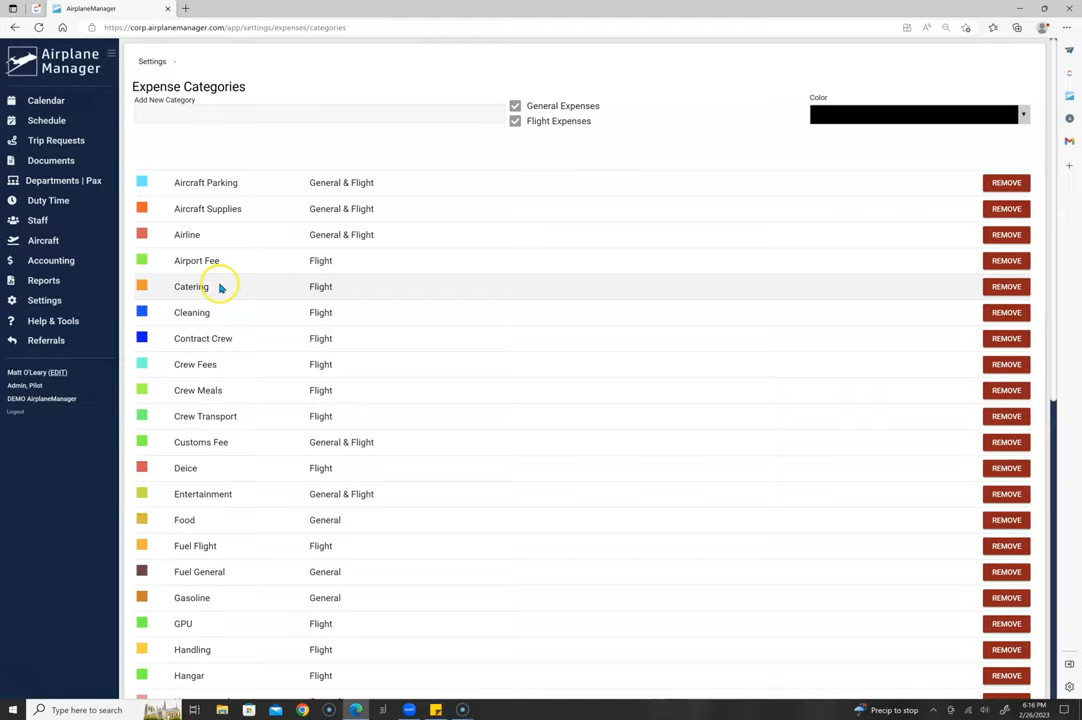 AirplaneManager
https://corp.airplanemanager.com/app/settings/expenses/categories
Airplane
Manager
Calendar
Schedule
Trip Requests
Documents
Departments | Pax
Duty Time
Staff
Aircraft
Accounting
Reports
Settings
? Help & Tools
Referrals
Matt O'Leary (EDIT)
Admin, Pilot
DEMO AirplaneManager
Logout
Settings >
Expense Categories
Add New Category
General Expenses
Flight Expenses
Color
Aircraft Parking General & Flight REMOVE
Aircraft Supplies General & Flight REMOVE
Airline General & Flight REMOVE
Airport Fee Flight REMOVE
Catering Flight REMOVE
Cleaning Flight REMOVE
Contract Crew Flight REMOVE
Crew Fees Flight REMOVE
Crew Meals Flight REMOVE
Crew Transport Flight REMOVE
Customs Fee General & Flight REMOVE
Deice Flight REMOVE
Entertainment General & Flight REMOVE
Food General REMOVE
Fuel Flight Flight REMOVE
Fuel General General REMOVE
Gasoline General REMOVE
GPU Flight REMOVE
Handling Flight REMOVE
Hangar Flight REMOVE
Type here to search
Precip to stop
6:16 PM
2/26/2023